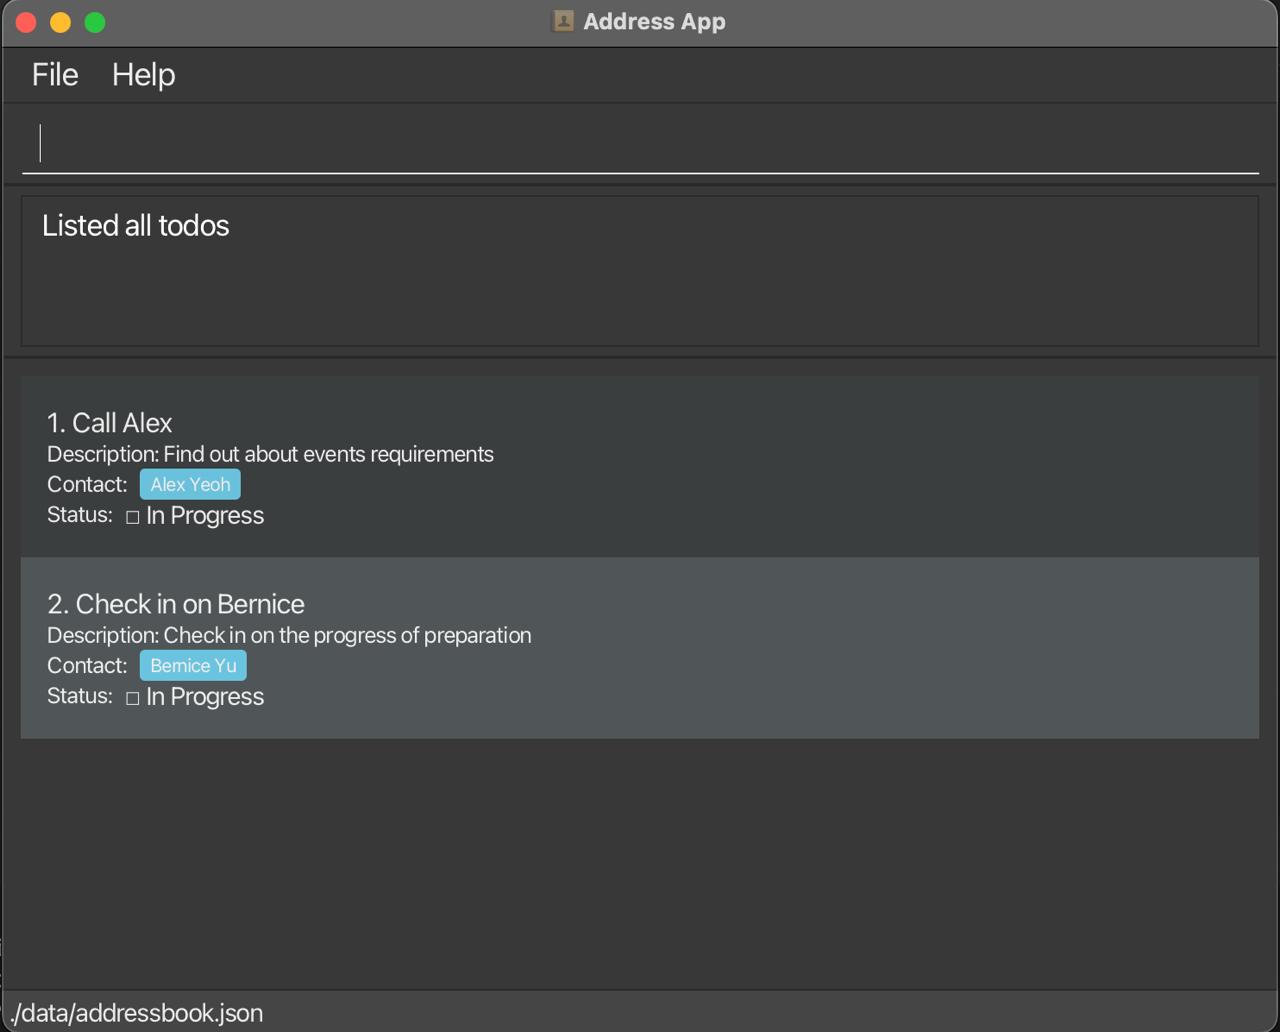 Address App
File Help
Listed all todos
1. Call Alex
Description: Find out about events requirements
Contact: Alex Yeoh
Status: □ In Progress
2. Check in on Bernice
Description: Check in on the progress of preparation
Contact: Bernice Yu
Status: □ In Progress
./data/addressbook.json